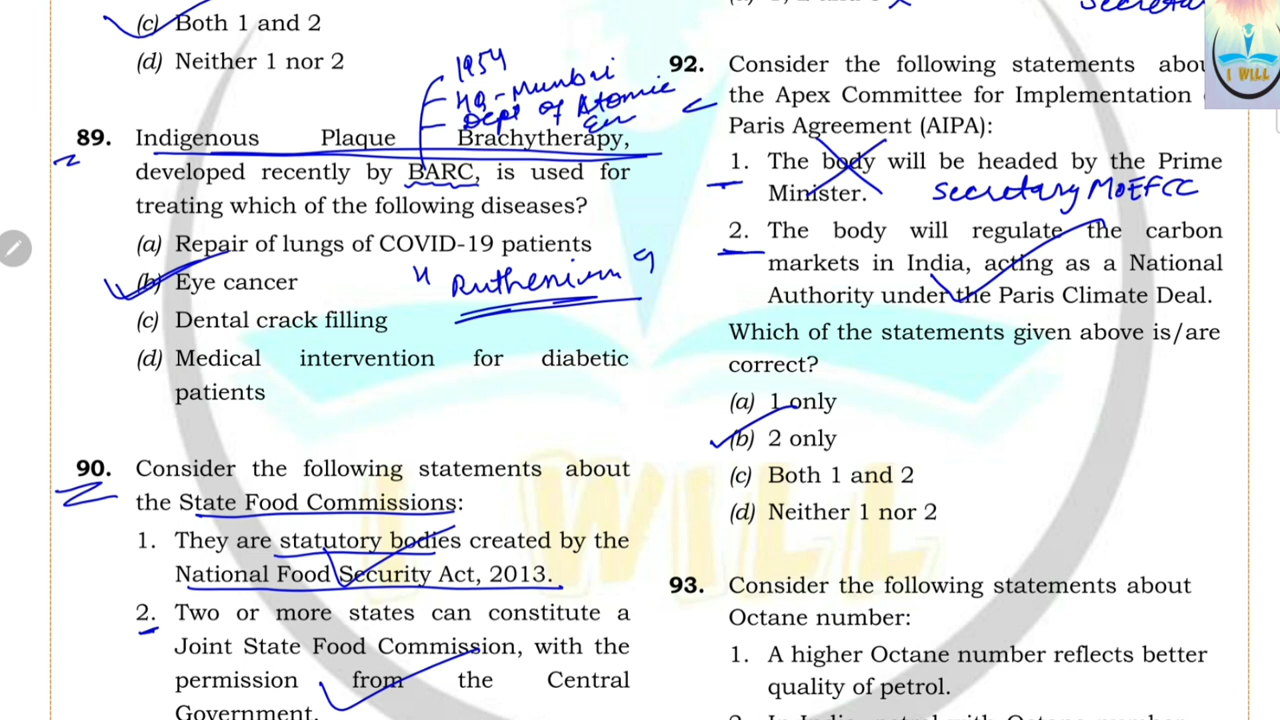 (c) Both 1 and 2
(d) Neither 1 nor 2
1954
HQ - Mumbai
Dept of Atomic
En
89. Indigenous Plaque Brachytherapy,
developed recently by BARC, is used for
treating which of the following diseases?
(a) Repair of lungs of COVID-19 patients
(b) Eye cancer
"Ruthenium
(c) Dental crack filling
(d) Medical intervention for diabetic
patients
90. Consider the following statements about
the State Food Commissions:
1. They are statutory bodies created by the
National Food Security Act, 2013.
2. Two or more states can constitute a
Joint State Food Commission, with the
permission from the Central
Government.
92. Consider the following statements abou
the Apex Committee for Implementation
Paris Agreement (AIPA):
1. The body will be headed by the Prime
Minister.
Secretary MoEFCC
2. The body will regulate the carbon
markets in India, acting as a National
Authority under the Paris Climate Deal.
Which of the statements given above is/are
correct?
(a) 1 only
(b) 2 only
(c) Both 1 and 2
(d) Neither 1 nor 2
93. Consider the following statements about
Octane number:
1. A higher Octane number reflects better
quality of petrol.
I WILL
I WILL